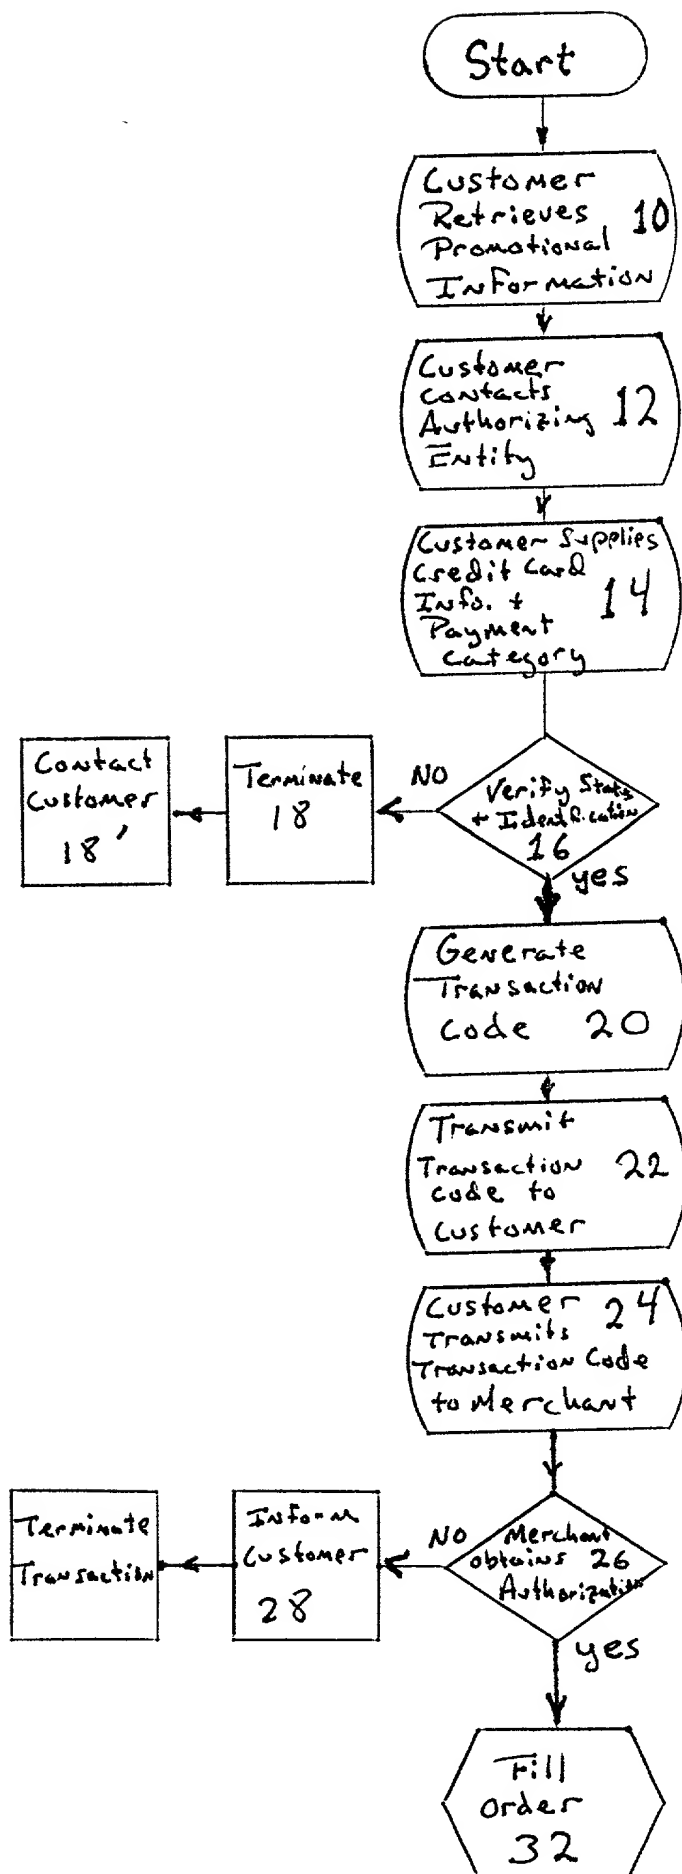 Start
Customer
Retrieves 10
Promotional
Information
Customer
Contacts
Authorizing 12
Entity
Customer Supplies
Credit Card
Info. + 14
Payment
Category
Verify Status
+ Identification
16
NO
Terminate
18
Contact
Customer
18'
yes
Generate
Transaction
Code 20
Transmit
Transaction 22
Code to
Customer
Customer 24
Transmits
Transaction Code
to Merchant
Merchant
obtains 26
Authorization
NO
Inform
Customer
28
Terminate
Transaction
yes
Fill
Order
32